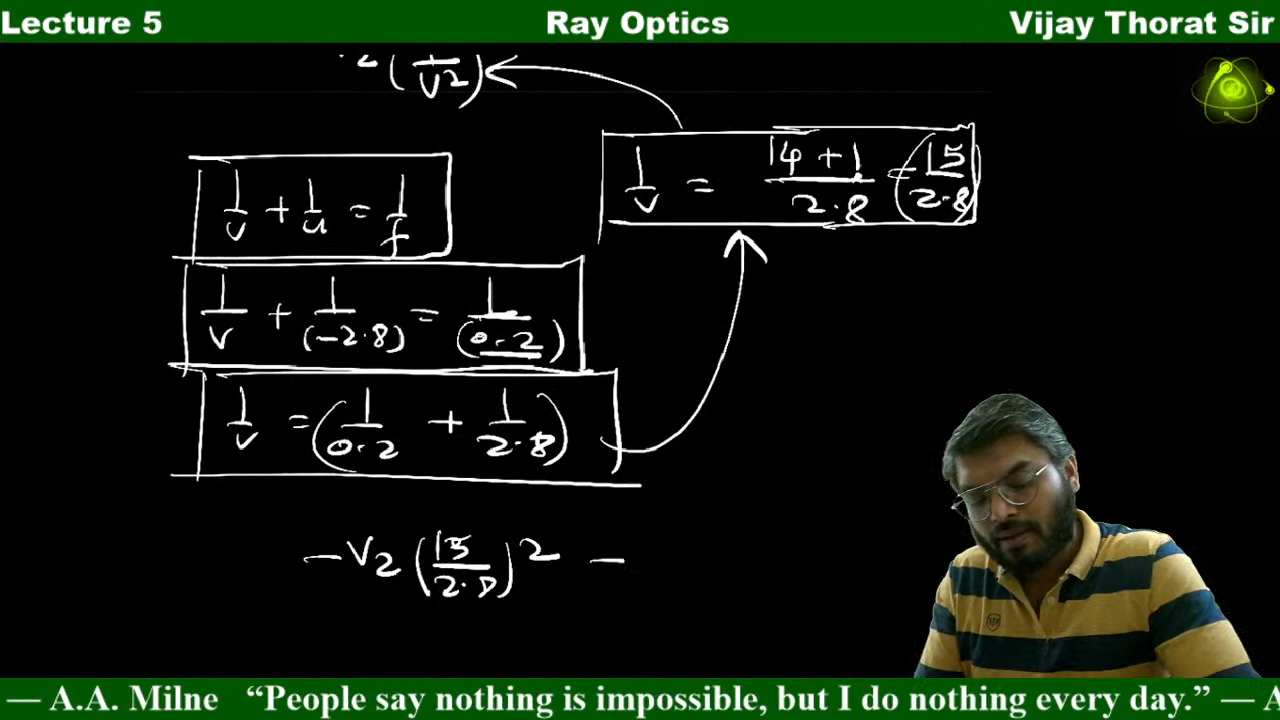 Lecture 5 Ray Optics Vijay Thorat Sir
(1/v²)
1/v = (14 + 1)/2.8 = (15/2.8)
1/v + 1/u = 1/f
1/v + 1/(-2.8) = 1/(0.2)
1/v = (1/0.2 + 1/2.8)
-V₂ (15/2.8)² -
— A.A. Milne “People say nothing is impossible, but I do nothing every day.” — A